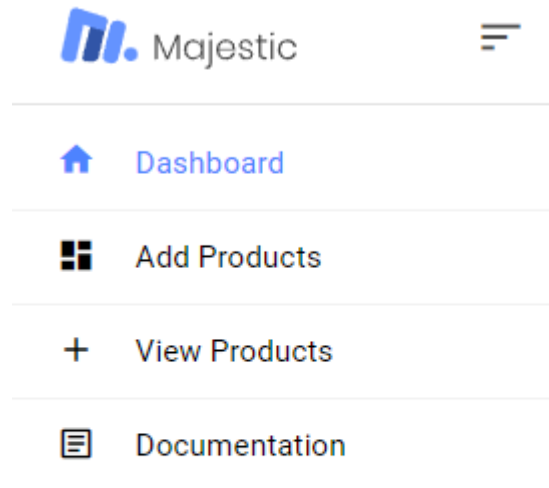 Majestic
Dashboard
Add Products
View Products
Documentation